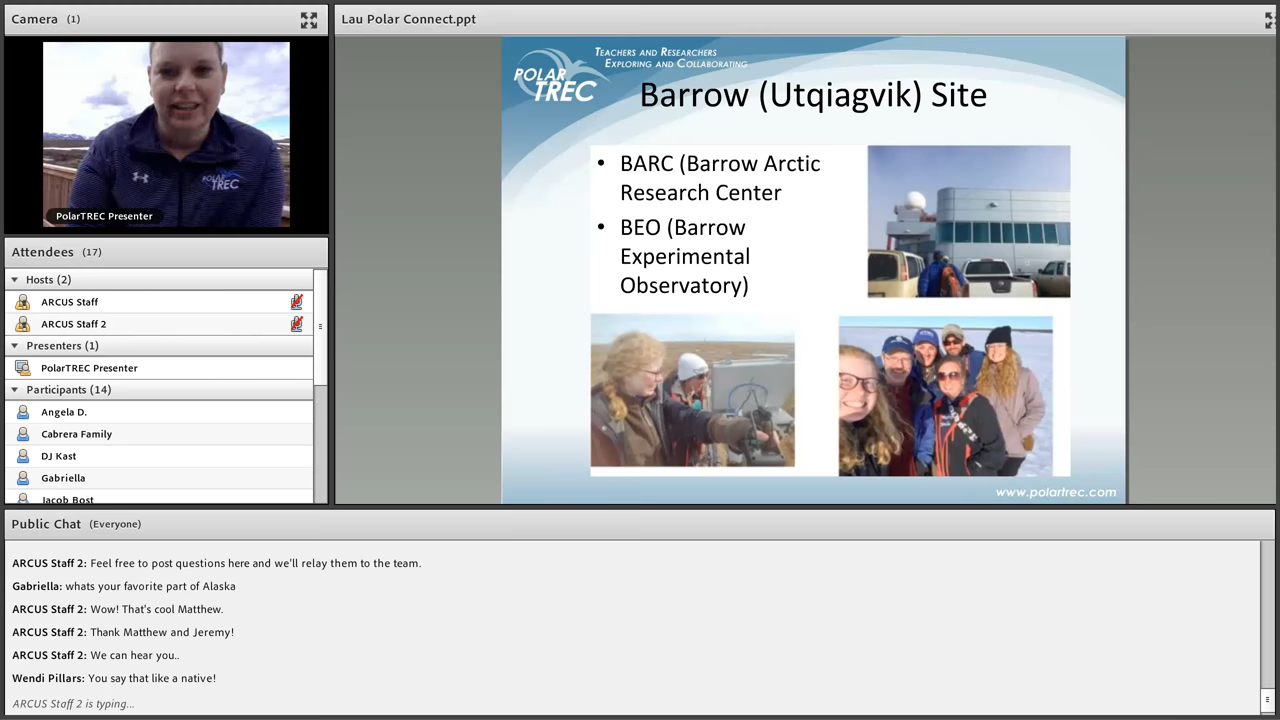 Camera (1)
PolarTREC Presenter
POLAR TREC
Attendees (17)
Hosts (2)
ARCUS Staff
ARCUS Staff 2
Presenters (1)
PolarTREC Presenter
Participants (14)
Angela D.
Cabrera Family
DJ Kast
Gabriella
Jacob Bost
Lau Polar Connect.ppt
TEACHERS AND RESEARCHERS
EXPLORING AND COLLABORATING
POLAR
TREC
Barrow (Utqiagvik) Site
• BARC (Barrow Arctic
Research Center
• BEO (Barrow
Experimental
Observatory)
www.polartrec.com
Public Chat (Everyone)
ARCUS Staff 2: Feel free to post questions here and we'll relay them to the team.
Gabriella: whats your favorite part of Alaska
ARCUS Staff 2: Wow! That's cool Matthew.
ARCUS Staff 2: Thank Matthew and Jeremy!
ARCUS Staff 2: We can hear you..
Wendi Pillars: You say that like a native!
ARCUS Staff 2 is typing...